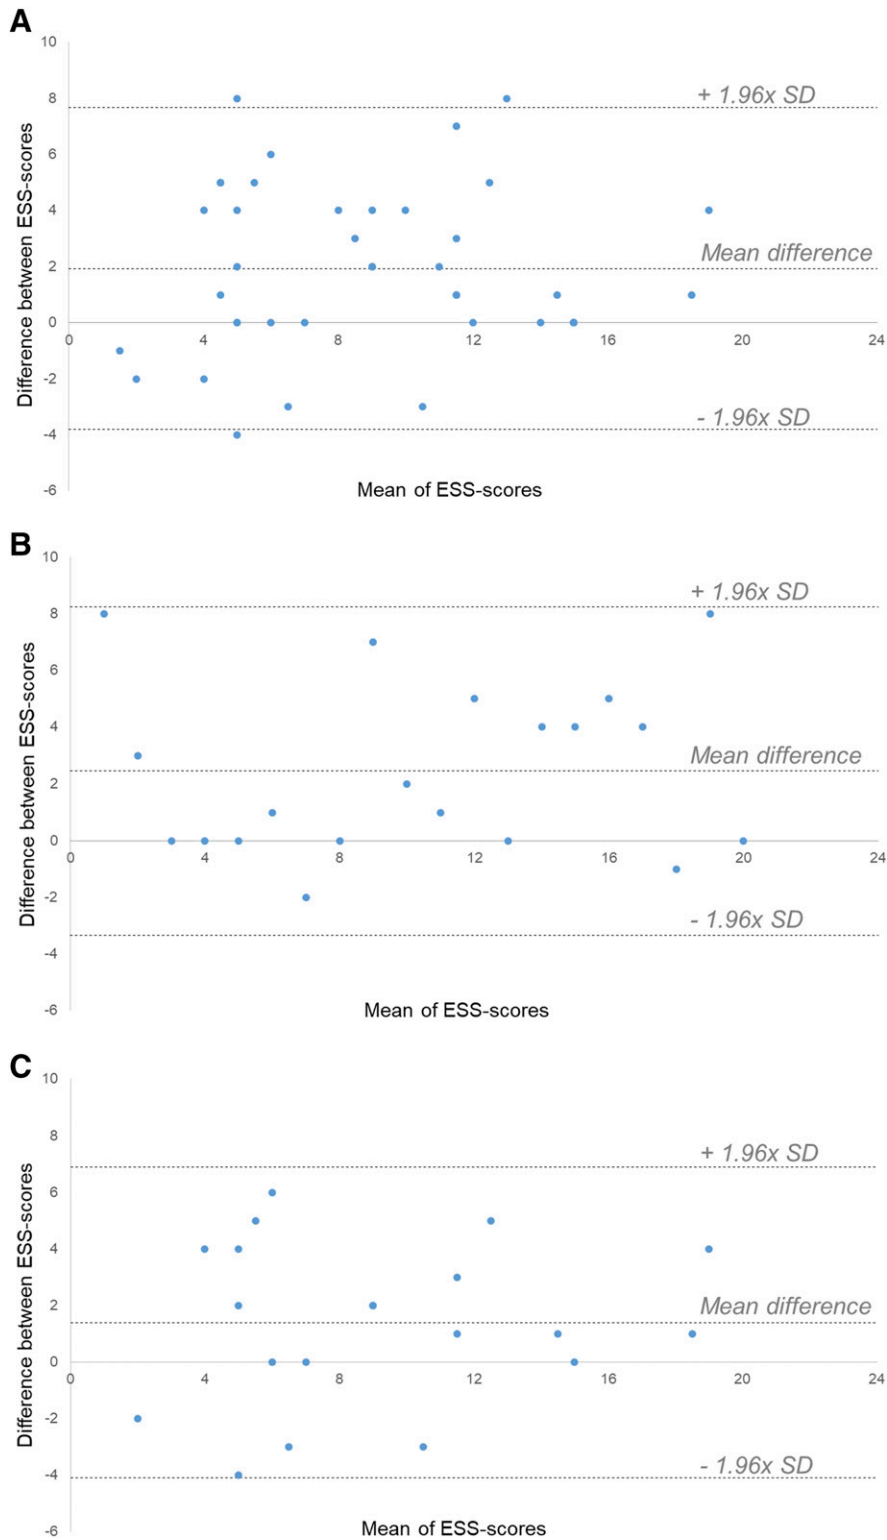 A
10
8
+ 1.96x SD
6
4
2
Mean difference
0
0 4 8 12 16 20 24
-2
-4
- 1.96x SD
-6
Difference between ESS-scores
Mean of ESS-scores
B
10
+ 1.96x SD
8
6
4
Mean difference
2
0
0 4 8 12 16 20 24
-2
- 1.96x SD
-4
-6
Difference between ESS-scores
Mean of ESS-scores
C
10
8
+ 1.96x SD
6
4
2
Mean difference
0
0 4 8 12 16 20 24
-2
-4
- 1.96x SD
-6
Difference between ESS-scores
Mean of ESS-scores